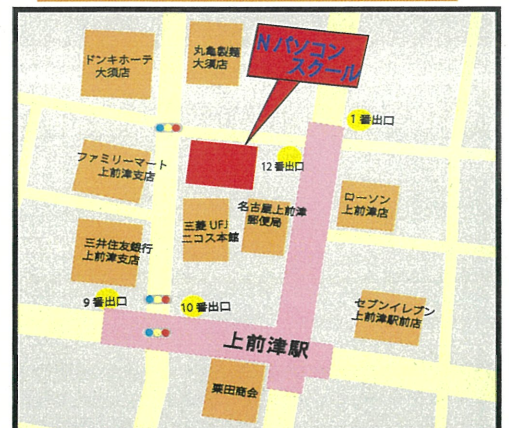 ドンキホーテ
大須店
丸亀製麺
大須店
Nパソコン
スクール
1番出口
ファミリーマート
上前津支店
12番出口
ローソン
上前津店
名古屋上前津
郵便局
三菱UFJ
ニコス本館
三井住友銀行
上前津支店
9番出口
10番出口
セブンイレブン
上前津駅前店
上前津駅
栗田商会